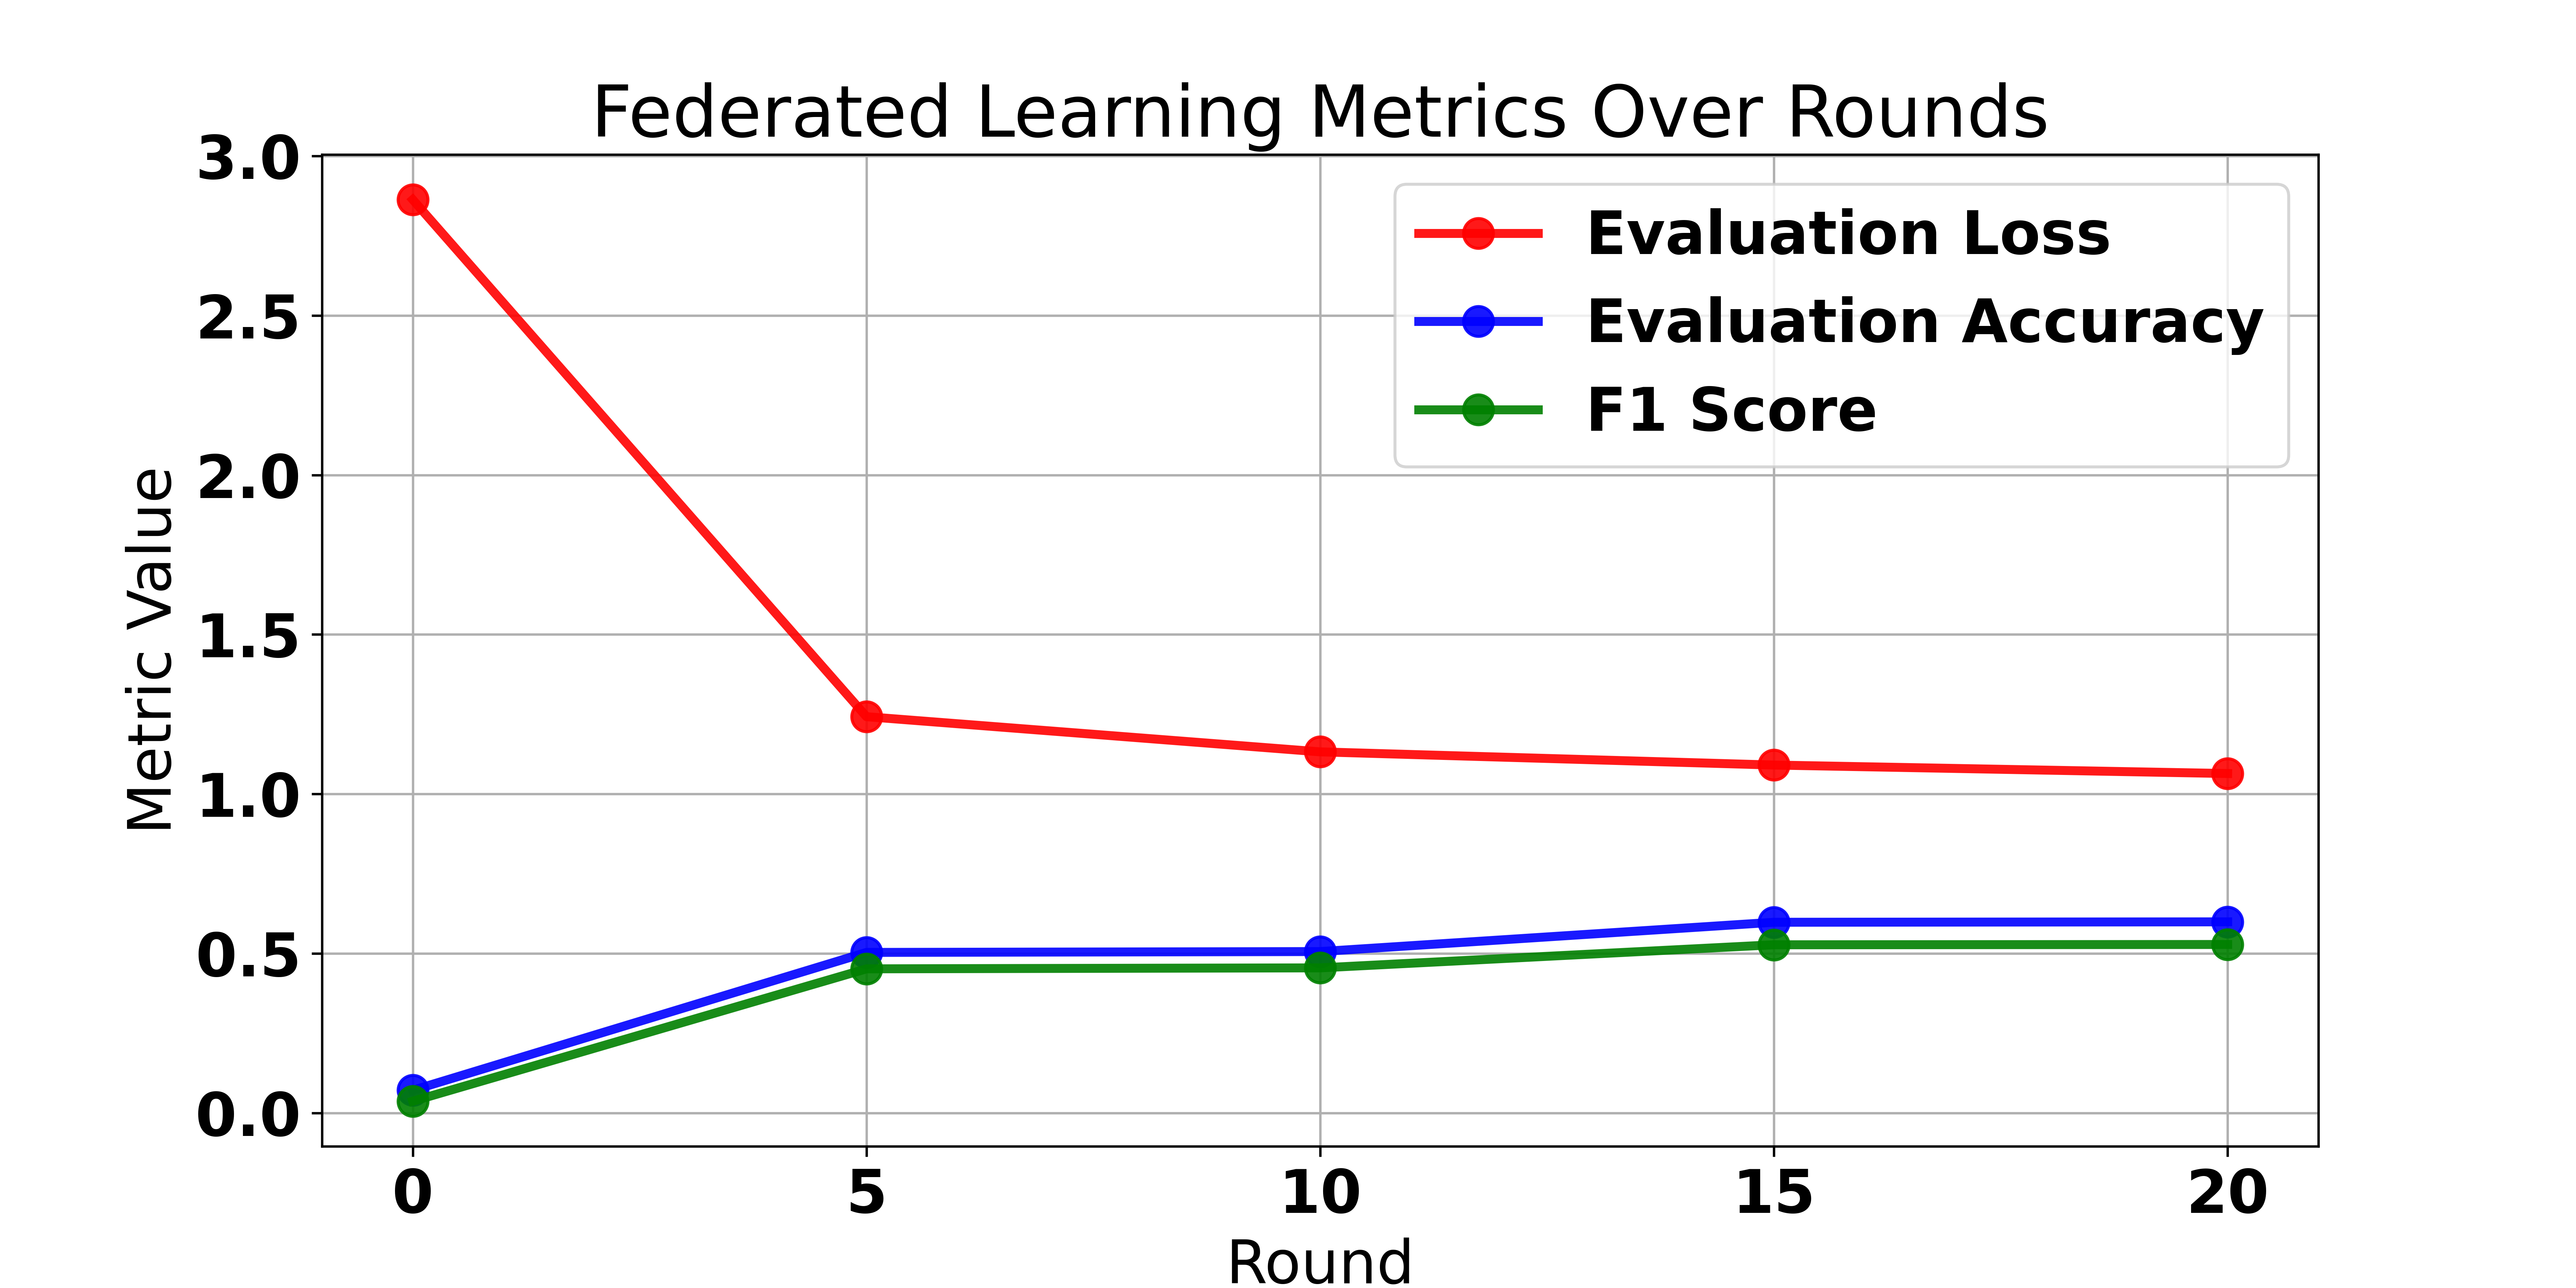 Federated Learning Metrics Over Rounds
3.0
2.5
2.0
1.5
1.0
0.5
0.0
Metric Value
Evaluation Loss
Evaluation Accuracy
F1 Score
0 5 10 15 20
Round